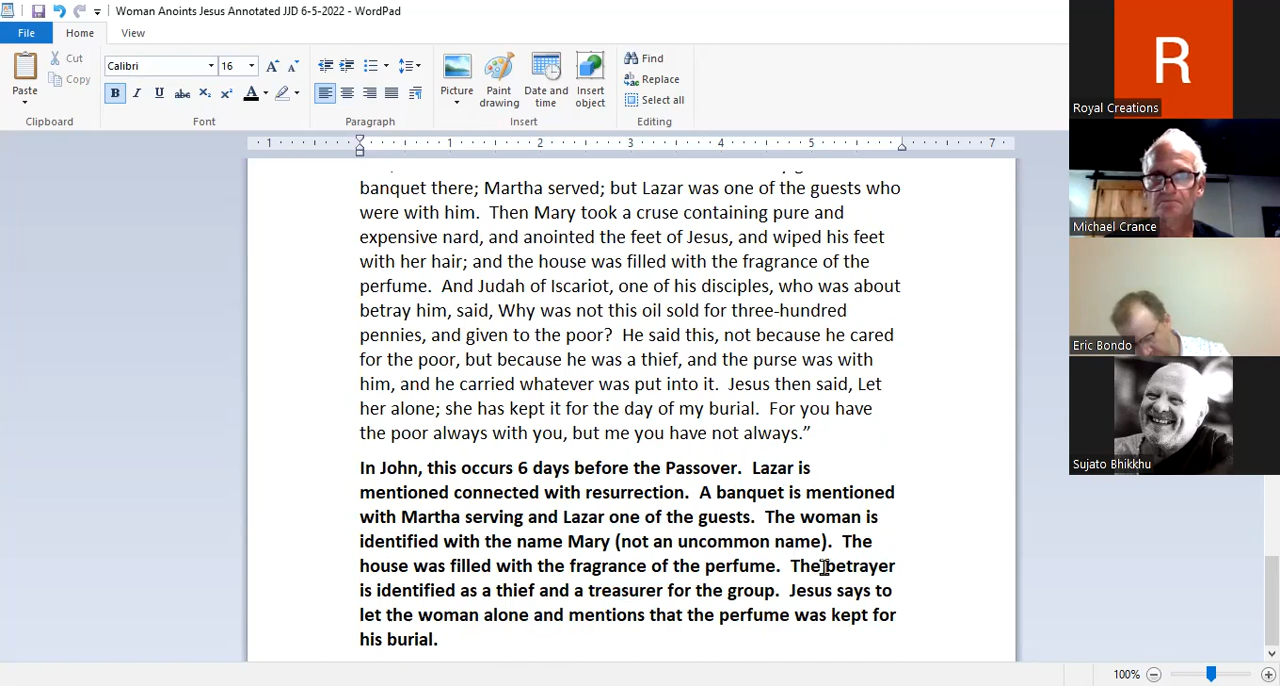 Woman Anoints Jesus Annotated JJD 6-5-2022 - WordPad
File Home View
Paste
Cut
Copy
Clipboard
Calibri 16 A A
B I U abc X₂ X² A
Font
Paragraph
Picture
Paint drawing
Date and time
Insert object
Insert
Find
Replace
Select all
Editing
1 1 2 3 4 5 7
banquet there; Martha served; but Lazar was one of the guests who
were with him.  Then Mary took a cruse containing pure and
expensive nard, and anointed the feet of Jesus, and wiped his feet
with her hair; and the house was filled with the fragrance of the
perfume.  And Judah of Iscariot, one of his disciples, who was about
betray him, said, Why was not this oil sold for three-hundred
pennies, and given to the poor?  He said this, not because he cared
for the poor, but because he was a thief, and the purse was with
him, and he carried whatever was put into it.  Jesus then said, Let
her alone; she has kept it for the day of my burial.  For you have
the poor always with you, but me you have not always.”
In John, this occurs 6 days before the Passover.  Lazar is
mentioned connected with resurrection.  A banquet is mentioned
with Martha serving and Lazar one of the guests.  The woman is
identified with the name Mary (not an uncommon name).  The
house was filled with the fragrance of the perfume.  The betrayer
is identified as a thief and a treasurer for the group.  Jesus says to
let the woman alone and mentions that the perfume was kept for
his burial.
100%
R
Royal Creations
Michael Crance
Eric Bondo
Sujato Bhikkhu